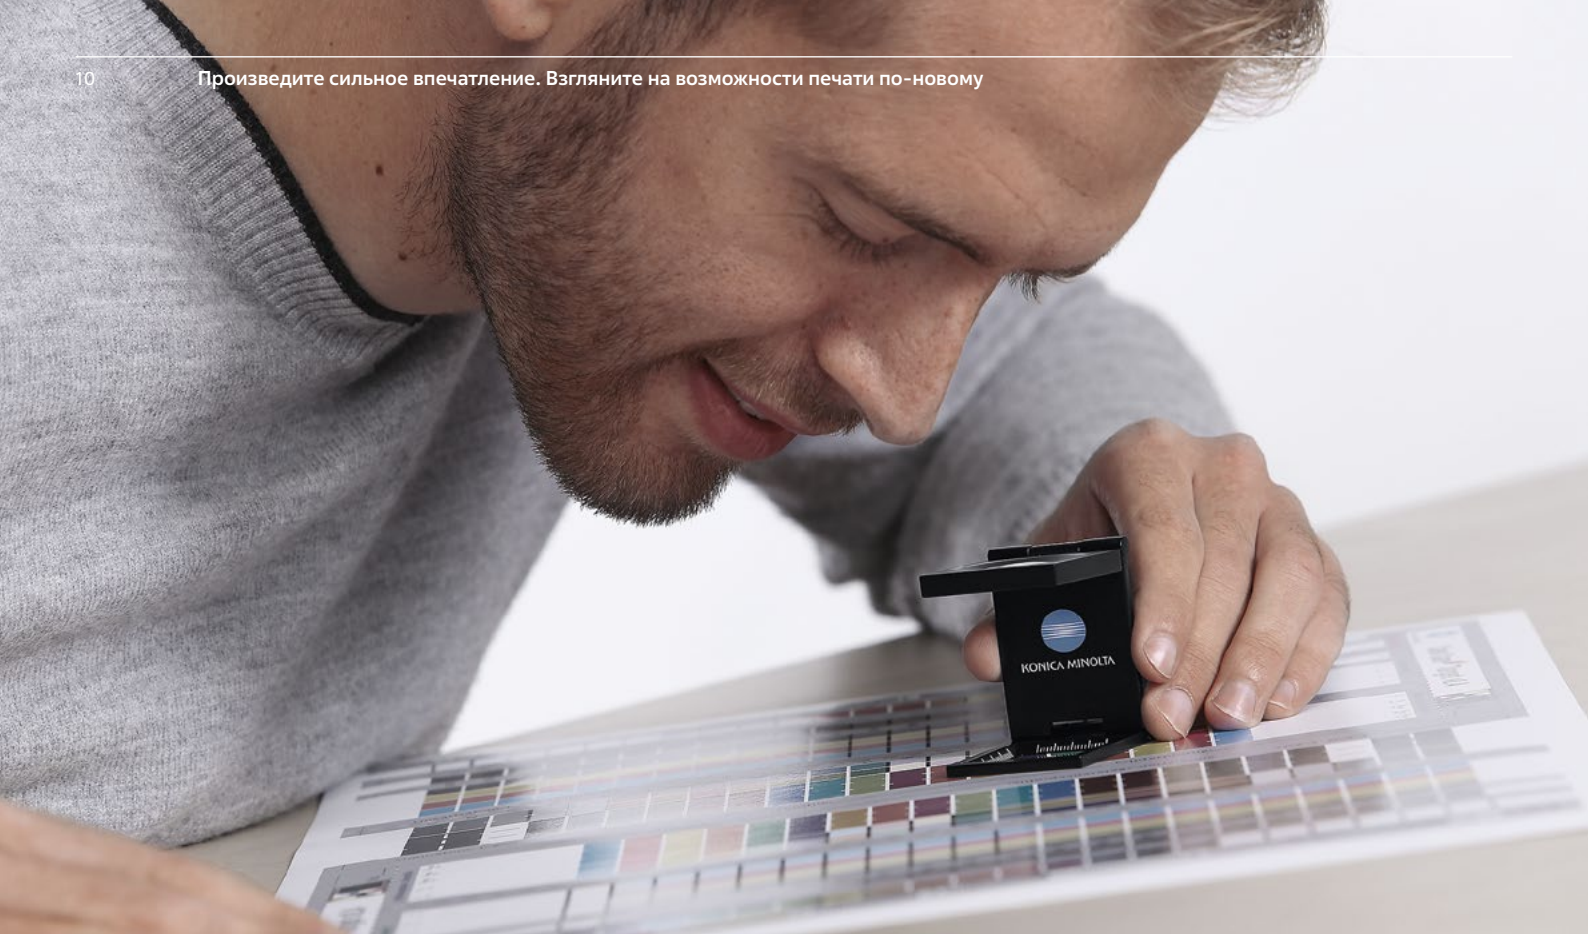 10
Произведите сильное впечатление. Взгляните на возможности печати по-новому
KONICA MINOLTA